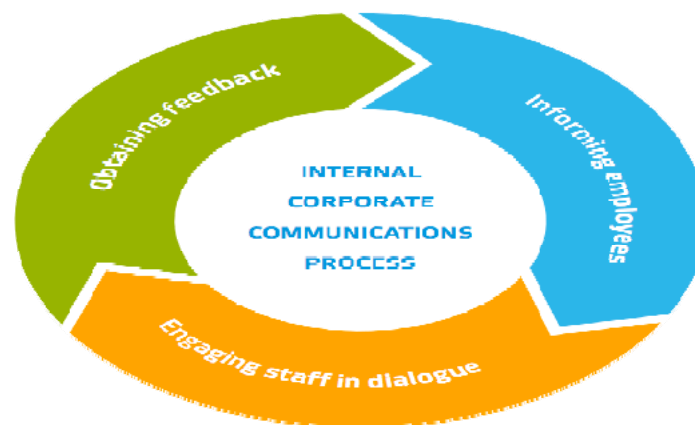 Obtaining feedback
Informing employees
INTERNAL
CORPORATE
COMMUNICATIONS
PROCESS
Engaging staff in dialogue